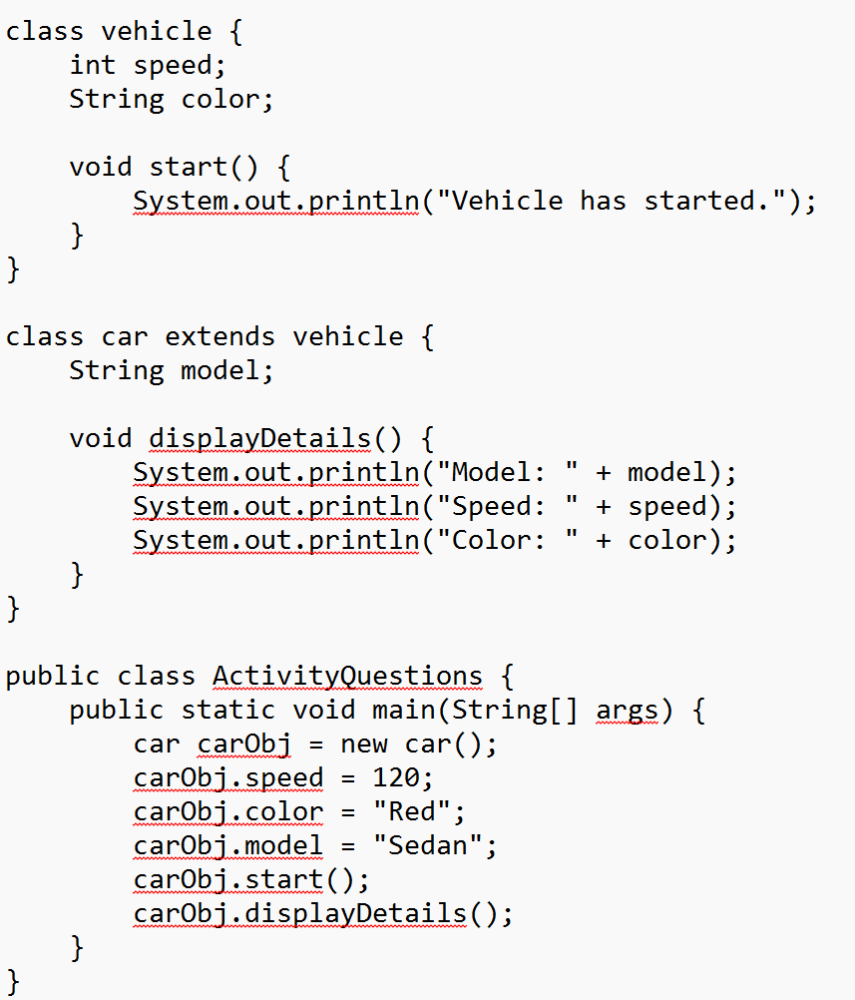 class vehicle {
    int speed;
    String color;

    void start() {
        System.out.println("Vehicle has started.");
    }
}

class car extends vehicle {
    String model;

    void displayDetails() {
        System.out.println("Model: " + model);
        System.out.println("Speed: " + speed);
        System.out.println("Color: " + color);
    }
}

public class ActivityQuestions {
    public static void main(String[] args) {
        car carObj = new car();
        carObj.speed = 120;
        carObj.color = "Red";
        carObj.model = "Sedan";
        carObj.start();
        carObj.displayDetails();
    }
}